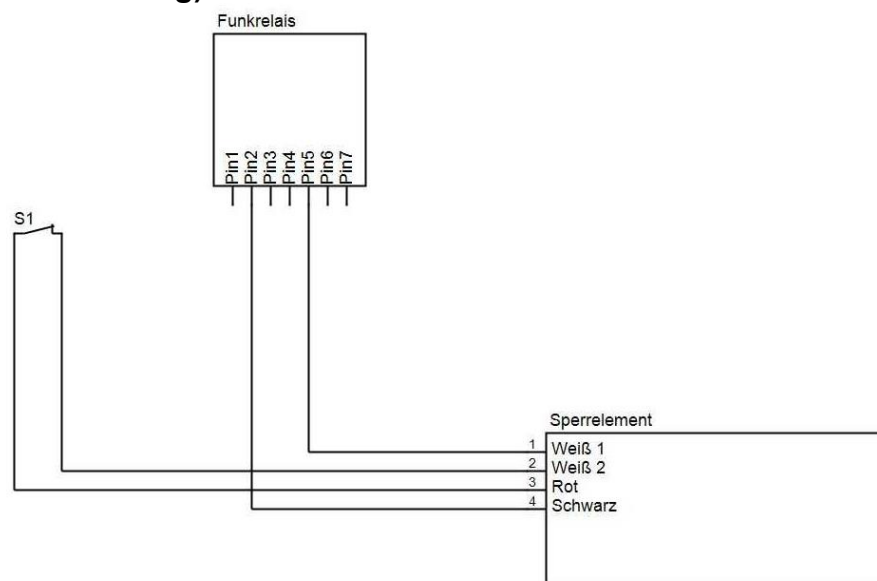 Funkrelais
Pin1
Pin2
Pin3
Pin4
Pin5
Pin6
Pin7
S1
Sperrelement
1 Weiß 1
2 Weiß 2
3 Rot
4 Schwarz